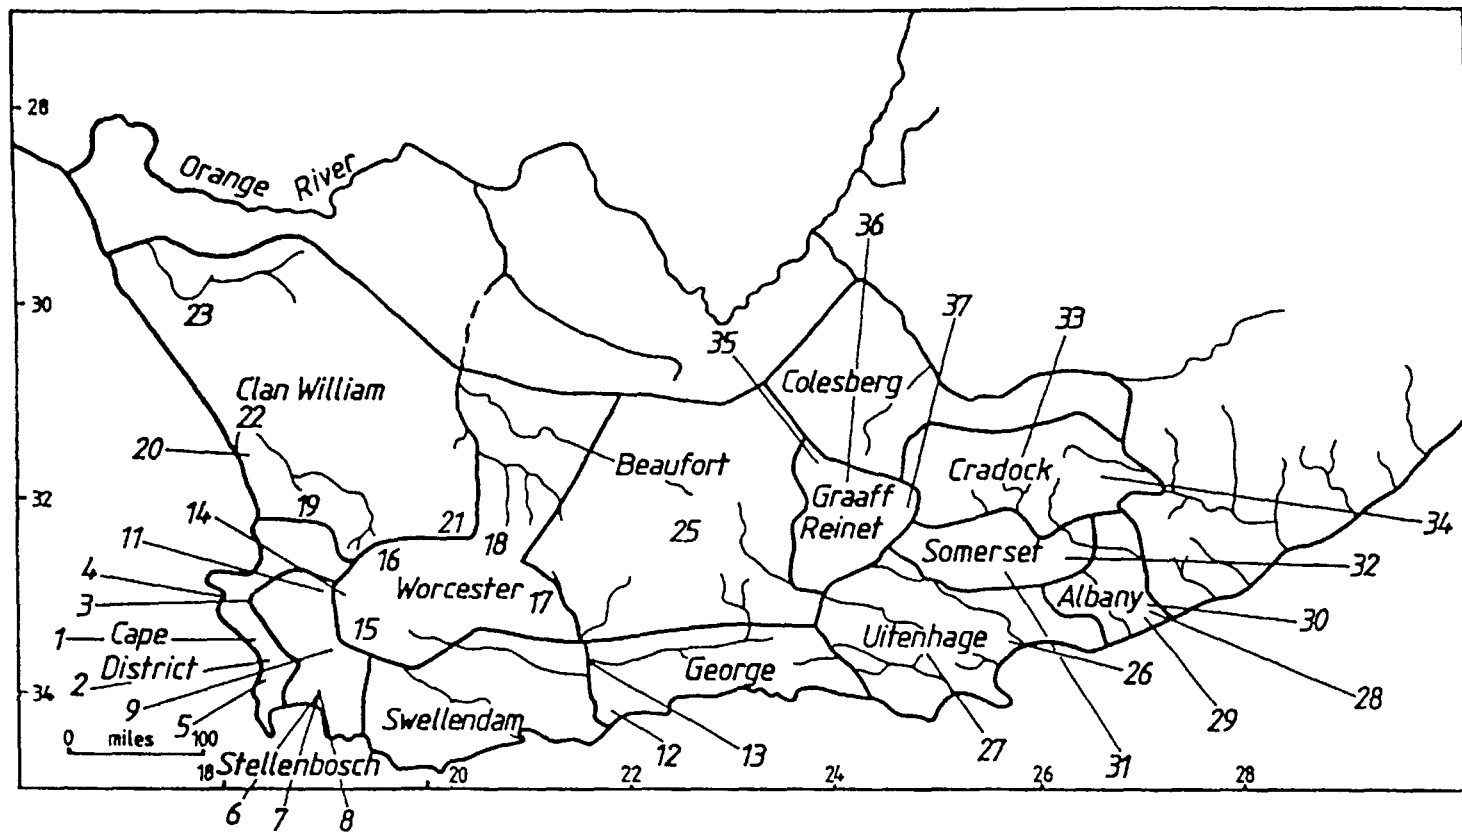 28
Orange River
36
30
23
37
33
35
Clan William
Colesberg
22
20
Beaufort
Cradock
32
19
Graaff
Reinet
14
21
18
25
34
11
16
Somerset
32
4
Worcester
17
Albany
3
30
1
Cape
15
Uitenhage
District
George
26
2
34
28
9
5
Swellendam
29
0 miles 100
12
13
27
31
Stellenbosch
18
20
22
24
26
28
6
7
8